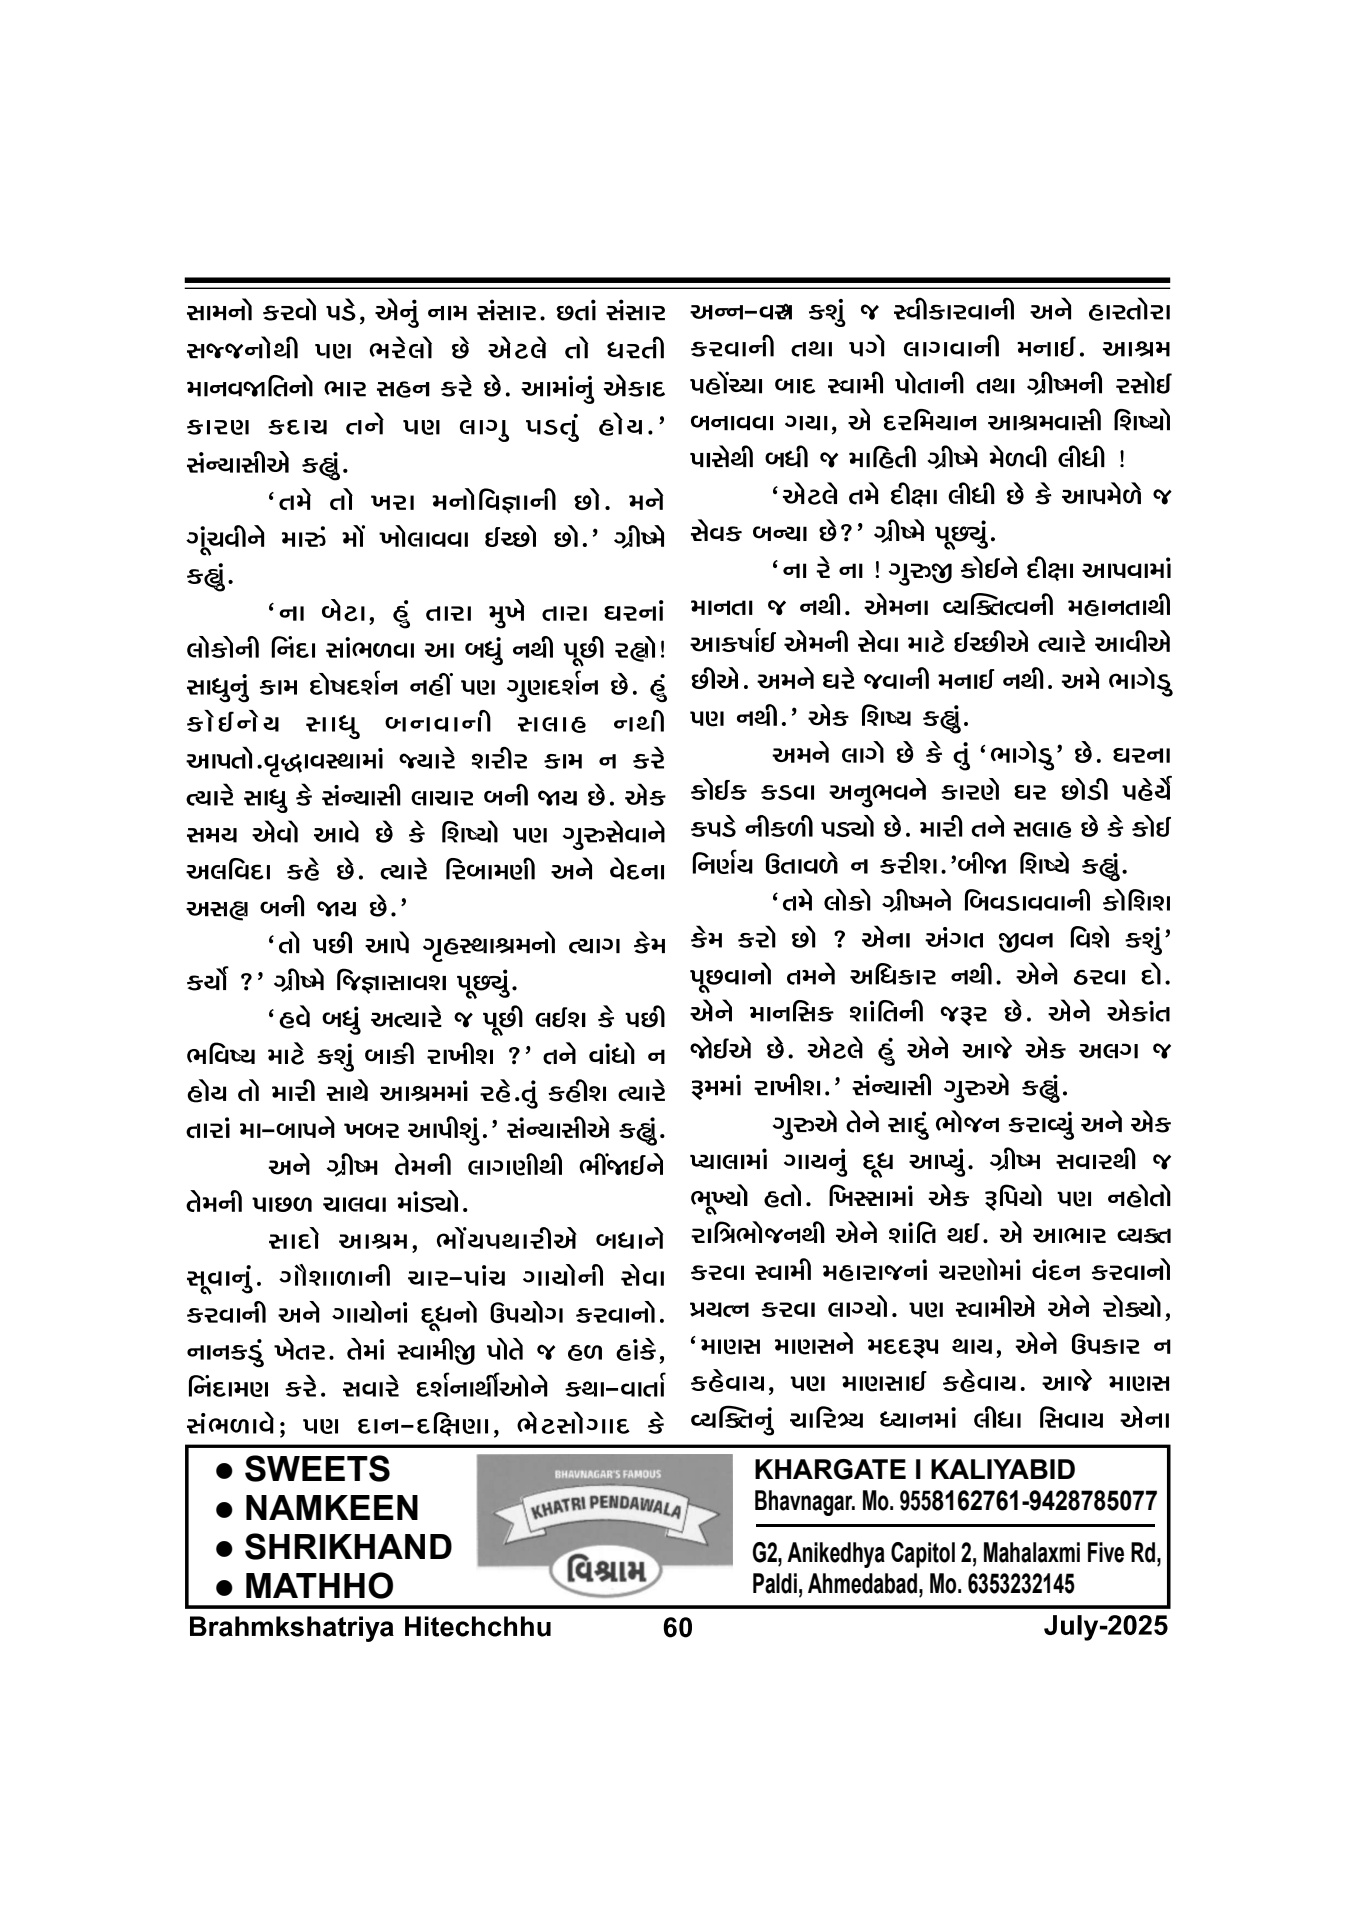 સામનો કરવો પડે, એનું નામ સંસાર. છતાં સંસાર
સજ્જનોથી પણ ભરેલો છે એટલે તો ધરતી
માનવજાતિનો ભાર સહન કરે છે. આમાંનું એકાદ
કારણ કદાચ તને પણ લાગુ પડતું હોય.’
સંન્યાસીએ કહ્યું.
‘તમે તો ખરા મનોવિજ્ઞાની છો. મને
ગૂંચવીને મારું મોં ખોલાવવા ઈચ્છો છો.’ ગ્રીષ્મે
કહ્યું.
‘ના બેટા, હું તારા મુખે તારા ઘરનાં
લોકોની નિંદા સાંભળવા આ બધું નથી પૂછી રહ્યો!
સાધુનું કામ દોષદર્શન નહીં પણ ગુણદર્શન છે. હું
કોઈનેય સાધુ બનવાની સલાહ નથી
આપતો.વૃદ્ધાવસ્થામાં જ્યારે શરીર કામ ન કરે
ત્યારે સાધુ કે સંન્યાસી લાચાર બની જાય છે. એક
સમય એવો આવે છે કે શિષ્યો પણ ગુરુસેવાને
અલવિદા કહે છે. ત્યારે રિબામણી અને વેદના
અસહ્ય બની જાય છે.’
‘તો પછી આપે ગૃહસ્થાશ્રમનો ત્યાગ કેમ
કર્યો ?’ ગ્રીષ્મે જિજ્ઞાસાવશ પૂછ્યું.
‘હવે બધું અત્યારે જ પૂછી લઈશ કે પછી
ભવિષ્ય માટે કશું બાકી રાખીશ ?’ તને વાંધો ન
હોય તો મારી સાથે આશ્રમમાં રહે.તું કહીશ ત્યારે
તારાં મા-બાપને ખબર આપીશું.’ સંન્યાસીએ કહ્યું.
અને ગ્રીષ્મ તેમની લાગણીથી ભીંજાઈને
તેમની પાછળ ચાલવા માંડ્યો.
સાદો આશ્રમ, ભોંયપથારીએ બધાને
સૂવાનું. ગૌશાળાની ચાર-પાંચ ગાયોની સેવા
કરવાની અને ગાયોનાં દૂધનો ઉપયોગ કરવાનો.
નાનકડું ખેતર. તેમાં સ્વામીજી પોતે જ હળ હાંકે,
નિંદામણ કરે. સવારે દર્શનાર્થીઓને કથા-વાર્તા
સંભળાવે; પણ દાન-દક્ષિણા, ભેટસોગાદ કે
અન્ન-વસ્ત્ર કશું જ સ્વીકારવાની અને હારતોરા
કરવાની તથા પગે લાગવાની મનાઈ. આશ્રમ
પહોંચ્યા બાદ સ્વામી પોતાની તથા ગ્રીષ્મની રસોઈ
બનાવવા ગયા, એ દરમિયાન આશ્રમવાસી શિષ્યો
પાસેથી બધી જ માહિતી ગ્રીષ્મે મેળવી લીધી !
‘એટલે તમે દીક્ષા લીધી છે કે આપમેળે જ
સેવક બન્યા છે?’ ગ્રીષ્મે પૂછ્યું.
‘ના રે ના ! ગુરુજી કોઈને દીક્ષા આપવામાં
માનતા જ નથી. એમના વ્યક્તિત્વની મહાનતાથી
આકર્ષાઈ એમની સેવા માટે ઈચ્છીએ ત્યારે આવીએ
છીએ. અમને ઘરે જવાની મનાઈ નથી. અમે ભાગેડુ
પણ નથી.’ એક શિષ્ય કહ્યું.
અમને લાગે છે કે તું ‘ભાગેડુ’ છે. ઘરના
કોઈક કડવા અનુભવને કારણે ઘર છોડી પહેર્યે
કપડે નીકળી પડ્યો છે. મારી તને સલાહ છે કે કોઈ
નિર્ણય ઉતાવળે ન કરીશ.’બીજા શિષ્યે કહ્યું.
‘તમે લોકો ગ્રીષ્મને બિવડાવવાની કોશિશ
કેમ કરો છો ? એના અંગત જીવન વિશે કશું’
પૂછવાનો તમને અધિકાર નથી. એને ઠરવા દો.
એને માનસિક શાંતિની જરૂર છે. એને એકાંત
જોઈએ છે. એટલે હું એને આજે એક અલગ જ
રૂમમાં રાખીશ.’ સંન્યાસી ગુરુએ કહ્યું.
ગુરુએ તેને સાદું ભોજન કરાવ્યું અને એક
પ્યાલામાં ગાયનું દૂધ આપ્યું. ગ્રીષ્મ સવારથી જ
ભૂખ્યો હતો. ખિસ્સામાં એક રૂપિયો પણ નહોતો
રાત્રિભોજનથી એને શાંતિ થઈ. એ આભાર વ્યક્ત
કરવા સ્વામી મહારાજનાં ચરણોમાં વંદન કરવાનો
પ્રયત્ન કરવા લાગ્યો. પણ સ્વામીએ એને રોક્યો,
‘માણસ માણસને મદદરૂપ થાય, એને ઉપકાર ન
કહેવાય, પણ માણસાઈ કહેવાય. આજે માણસ
વ્યક્તિનું ચારિત્ર્ય ધ્યાનમાં લીધા સિવાય એના
● SWEETS
● NAMKEEN
● SHRIKHAND
● MATHHO
BHAVNAGAR'S FAMOUS
KHATRI PENDAWALA
વિશ્રામ
KHARGATE I KALIYABID
Bhavnagar. Mo. 9558162761-9428785077
G2, Anikedhya Capitol 2, Mahalaxmi Five Rd,
Paldi, Ahmedabad, Mo. 6353232145
Brahmkshatriya Hitechchhu 60 July-2025